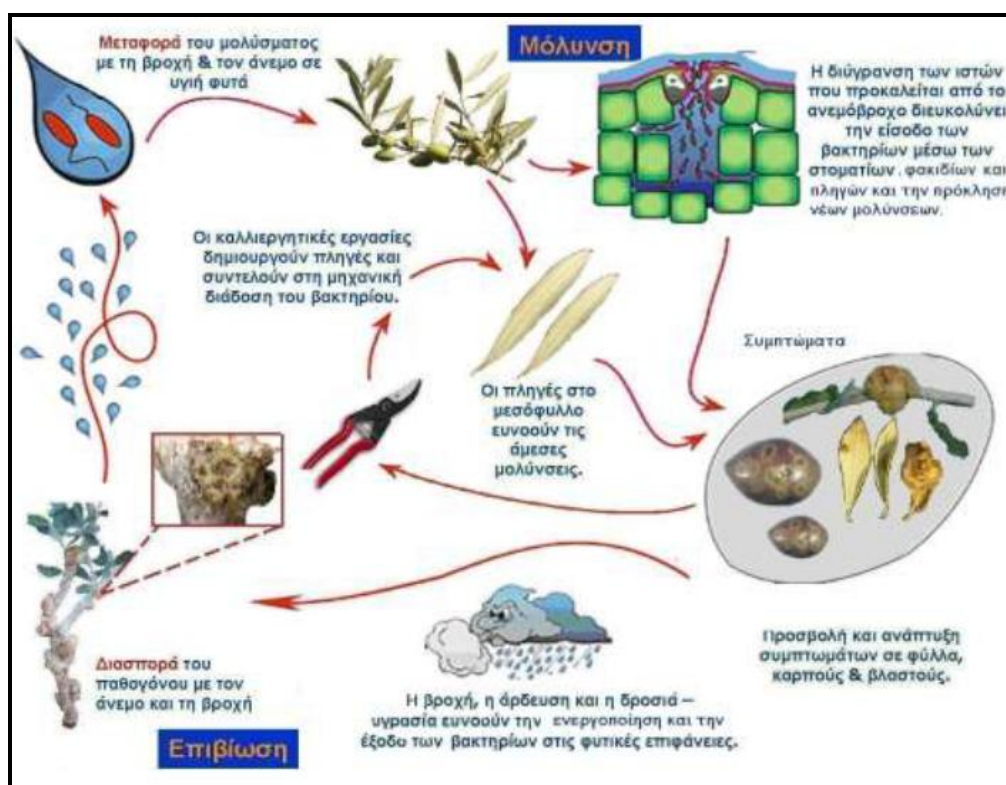 Μεταφορά του μολύσματος
με τη βροχή & τον άνεμο σε
υγιή φυτά
Μόλυνση
Η διύγρανση των ιστών
που προκαλείται από το
ανεμόβροχο διευκολύνει
την είσοδο των
βακτηρίων μέσω των
στοματίων, φακιδίων και
πληγών και την πρόκληση
νέων μολύνσεων.
Οι καλλιεργητικές εργασίες
δημιουργούν πληγές και
συντελούν στη μηχανική
διάδοση του βακτηρίου.
Οι πληγές στο
μεσόφυλλο
ευνοούν τις
άμεσες
μολύνσεις.
Συμπτώματα
Προσβολή και ανάπτυξη
συμπτωμάτων σε φύλλα,
καρπούς & βλαστούς.
Διασπορά του
παθογόνου με τον
άνεμο και τη βροχή
Επιβίωση
Η βροχή, η άρδευση και η δροσιά –
υγρασία ευνοούν την ενεργοποίηση και την
έξοδο των βακτηρίων στις φυτικές επιφάνειες.